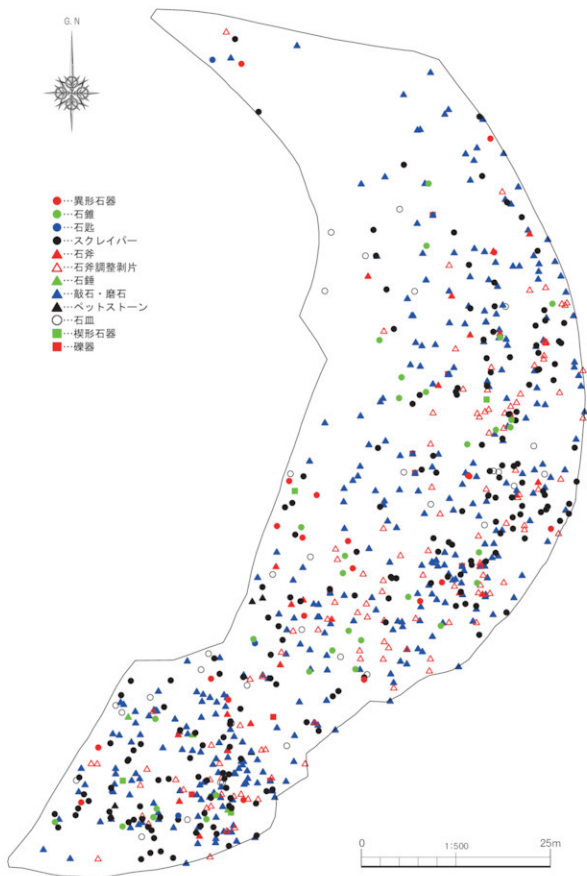 G. N
●…異形石器
●…石錐
●…石匙
●…スクレイパー
▲…石斧
△…石斧調整剥片
▲…石錘
▲…敲石・磨石
▲…ペットストーン
○…石皿
■…楔形石器
■…礫器
0 1:500 25m